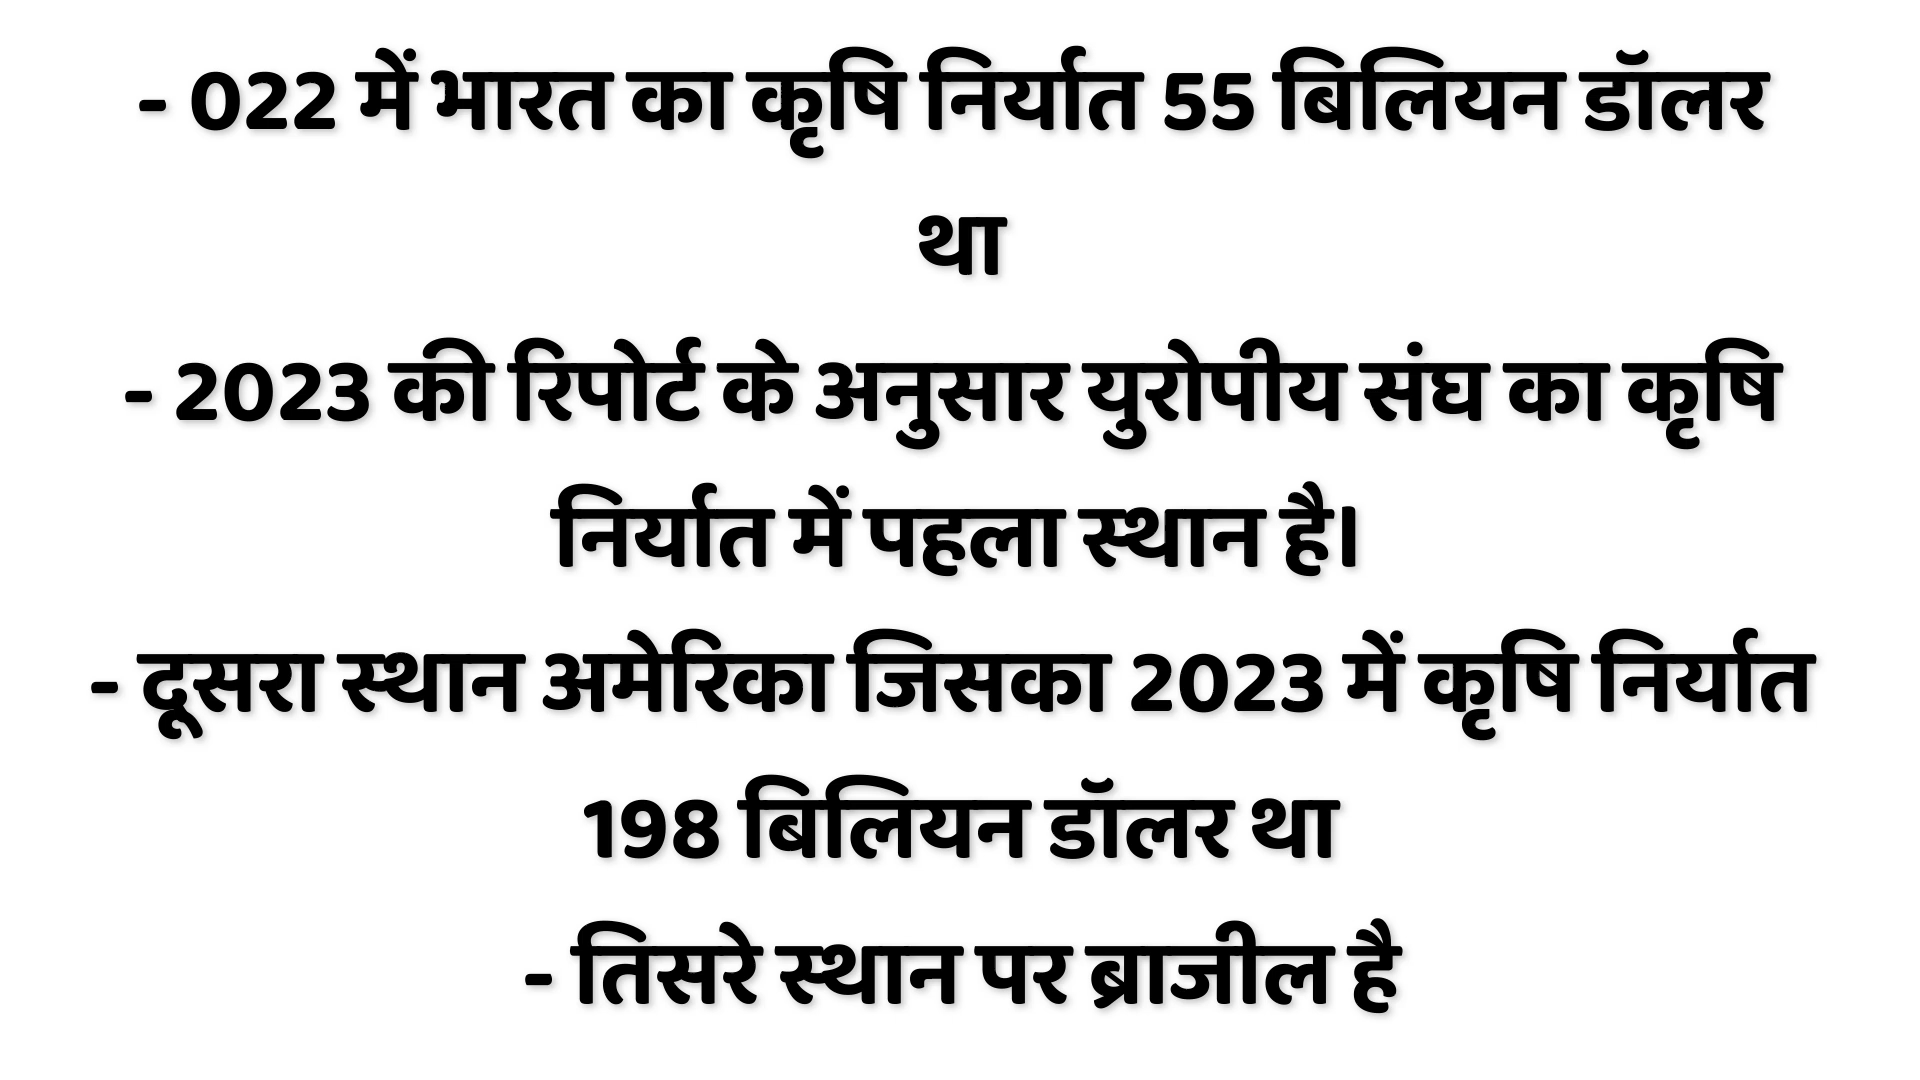 - 022 में भारत का कृषि निर्यात 55 बिलियन डॉलर
था
- 2023 की रिपोर्ट के अनुसार युरोपीय संघ का कृषि
निर्यात में पहला स्थान है।
- दूसरा स्थान अमेरिका जिसका 2023 में कृषि निर्यात
198 बिलियन डॉलर था
- तिसरे स्थान पर ब्राजील है